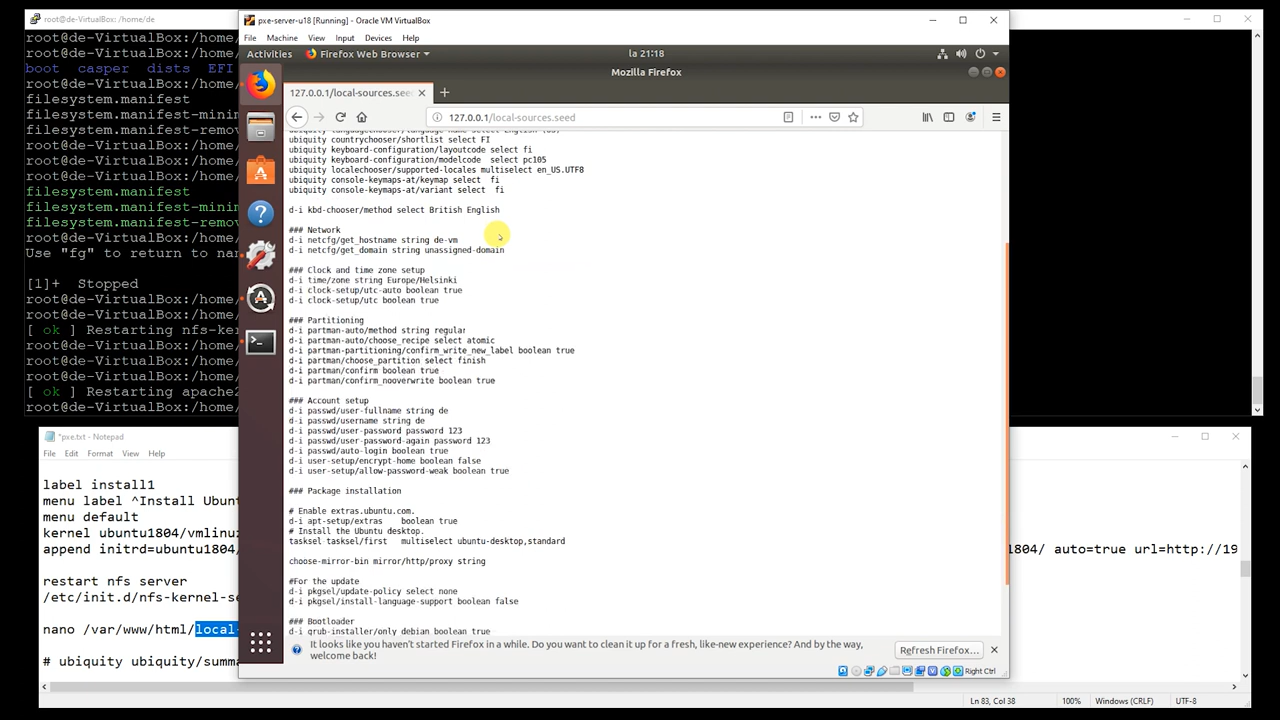 root@de-VirtualBox: /home/de
root@de-VirtualBox:/home/
root@de-VirtualBox:/home/
boot casper dists EFI
root@de-VirtualBox:/home/
filesystem.manifest
filesystem.manifest-minim
filesystem.manifest-remov
root@de-VirtualBox:/home/
filesystem.manifest
filesystem.manifest-minim
filesystem.manifest-remov
root@de-VirtualBox:/home/
Use "fg" to return to nan
[1]+ Stopped
root@de-VirtualBox:/home/
root@de-VirtualBox:/home/
[ ok ] Restarting nfs-ker
root@de-VirtualBox:/home/
root@de-VirtualBox:/home/
[ ok ] Restarting apache2
root@de-VirtualBox:/home/
pxe-server-u18 [Running] - Oracle VM VirtualBox
File Machine View Input Devices Help
Activities Firefox Web Browser la 21:18
Mozilla Firefox
127.0.0.1/local-sources.see
127.0.0.1/local-sources.seed
ubiquity countrychooser/shortlist select FI
ubiquity keyboard-configuration/layoutcode select fi
ubiquity keyboard-configuration/modelcode select pc105
ubiquity localechooser/supported-locales multiselect en_US.UTF8
ubiquity console-keymaps-at/keymap select fi
ubiquity console-keymaps-at/variant select fi
d-i kbd-chooser/method select British English
### Network
d-i netcfg/get_hostname string de-vm
d-i netcfg/get_domain string unassigned-domain
### Clock and time zone setup
d-i time/zone string Europe/Helsinki
d-i clock-setup/utc-auto boolean true
d-i clock-setup/utc boolean true
### Partitioning
d-i partman-auto/method string regular
d-i partman-auto/choose_recipe select atomic
d-i partman-partitioning/confirm_write_new_label boolean true
d-i partman/choose_partition select finish
d-i partman/confirm boolean true
d-i partman/confirm_nooverwrite boolean true
### Account setup
d-i passwd/user-fullname string de
d-i passwd/username string de
d-i passwd/user-password password 123
d-i passwd/user-password-again password 123
d-i passwd/auto-login boolean true
d-i user-setup/encrypt-home boolean false
d-i user-setup/allow-password-weak boolean true
### Package installation
# Enable extras.ubuntu.com.
d-i apt-setup/extras boolean true
# Install the Ubuntu desktop.
tasksel tasksel/first multiselect ubuntu-desktop,standard
choose-mirror-bin mirror/http/proxy string
#For the update
d-i pkgsel/update-policy select none
d-i pkgsel/install-language-support boolean false
### Bootloader
d-i grub-installer/only_debian boolean true
It looks like you haven't started Firefox in a while. Do you want to clean it up for a fresh, like-new experience? And by the way, welcome back!
Refresh Firefox...
Right Ctrl
*pxe.txt - Notepad
File Edit Format View Help
label install1
menu label ^Install Ubunt
menu default
kernel ubuntu1804/vmlinuz
append initrd=ubuntu1804/ 1804/ auto=true url=http://19
restart nfs server
/etc/init.d/nfs-kernel-se
nano /var/www/html/local-
# ubiquity ubiquity/summa
Ln 83, Col 38 100% Windows (CRLF) UTF-8